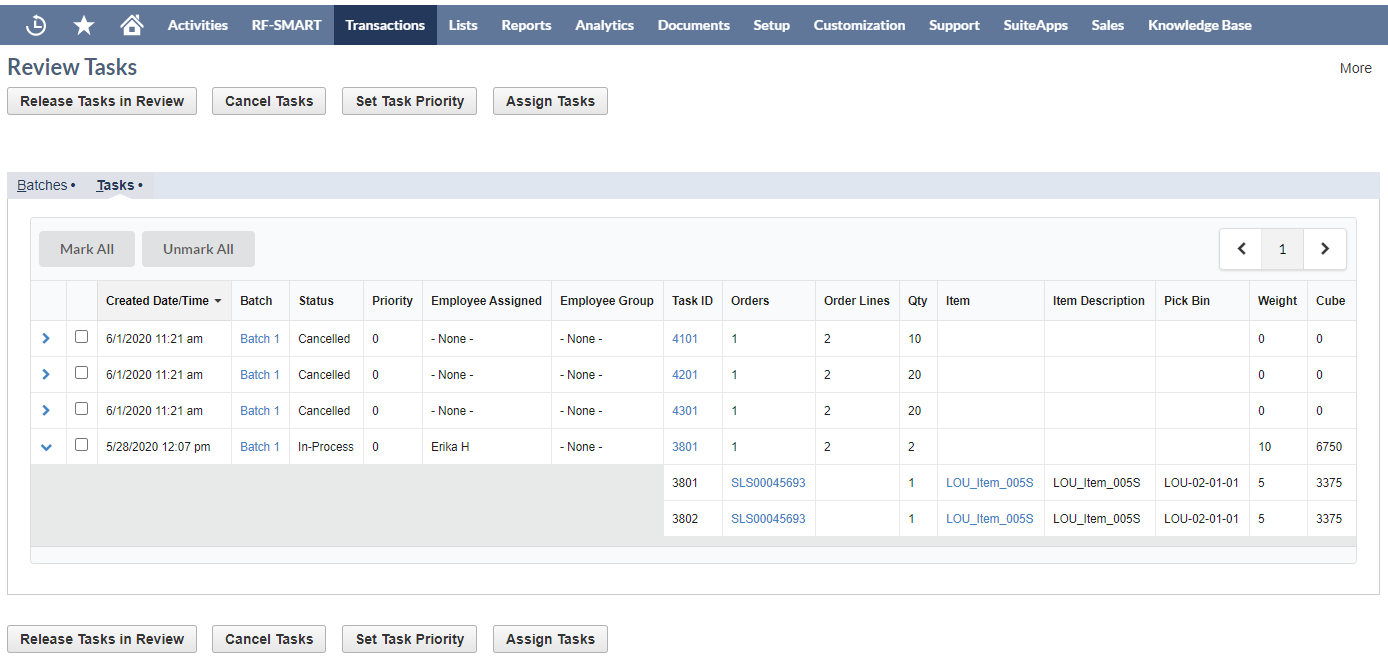 Activities RF-SMART Transactions Lists Reports Analytics Documents Setup Customization Support SuiteApps Sales Knowledge Base
Review Tasks
More
Release Tasks in Review Cancel Tasks Set Task Priority Assign Tasks
Batches • Tasks •
Mark All Unmark All 1
Created Date/Time Batch Status Priority Employee Assigned Employee Group Task ID Orders Order Lines Qty Item Item Description Pick Bin Weight Cube
6/1/2020 11:21 am Batch 1 Cancelled 0 - None - - None - 4101 1 2 10 0 0
6/1/2020 11:21 am Batch 1 Cancelled 0 - None - - None - 4201 1 2 20 0 0
6/1/2020 11:21 am Batch 1 Cancelled 0 - None - - None - 4301 1 2 20 0 0
5/28/2020 12:07 pm Batch 1 In-Process 0 Erika H - None - 3801 1 2 2 10 6750
3801 SLS00045693 1 LOU_Item_005S LOU_Item_005S LOU-02-01-01 5 3375
3802 SLS00045693 1 LOU_Item_005S LOU_Item_005S LOU-02-01-01 5 3375
Release Tasks in Review Cancel Tasks Set Task Priority Assign Tasks